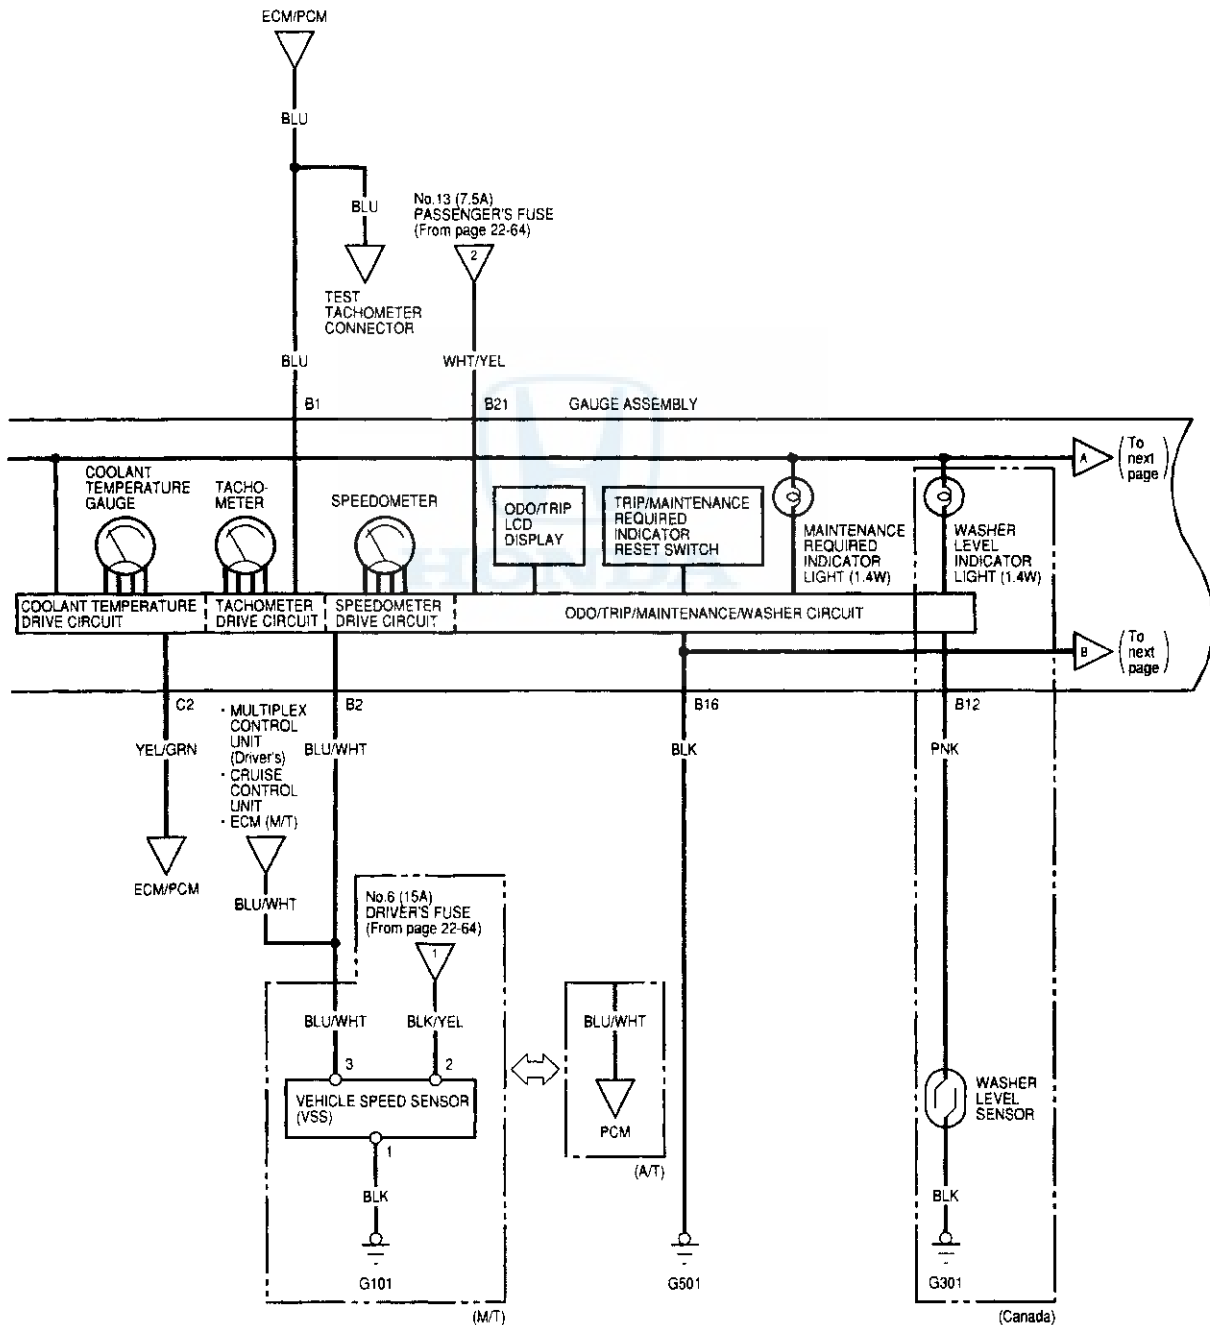 ECM/PCM
BLU
BLU
No.13 (7.5A)
PASSENGER'S FUSE
(From page 22-64)
2
TEST
TACHOMETER
CONNECTOR
BLU
WHT/YEL
B1
B21
GAUGE ASSEMBLY
A
(To
next
page)
COOLANT
TEMPERATURE
GAUGE
TACHO-
METER
SPEEDOMETER
ODO/TRIP
LCD
DISPLAY
TRIP/MAINTENANCE
REQUIRED
INDICATOR
RESET SWITCH
MAINTENANCE
REQUIRED
INDICATOR
LIGHT (1.4W)
WASHER
LEVEL
INDICATOR
LIGHT (1.4W)
HONDA
COOLANT TEMPERATURE
DRIVE CIRCUIT
TACHOMETER
DRIVE CIRCUIT
SPEEDOMETER
DRIVE CIRCUIT
ODO/TRIP/MAINTENANCE/WASHER CIRCUIT
B
(To
next
page)
C2
B2
B16
B12
YEL/GRN
· MULTIPLEX
CONTROL
UNIT
(Driver's)
· CRUISE
CONTROL
UNIT
· ECM (M/T)
BLU/WHT
BLK
PNK
ECM/PCM
BLU/WHT
No.6 (15A)
DRIVER'S FUSE
(From page 22-64)
1
BLU/WHT
BLK/YEL
BLU/WHT
3
2
VEHICLE SPEED SENSOR
(VSS)
1
PCM
(A/T)
WASHER
LEVEL
SENSOR
BLK
BLK
G101
G501
G301
(M/T)
(Canada)